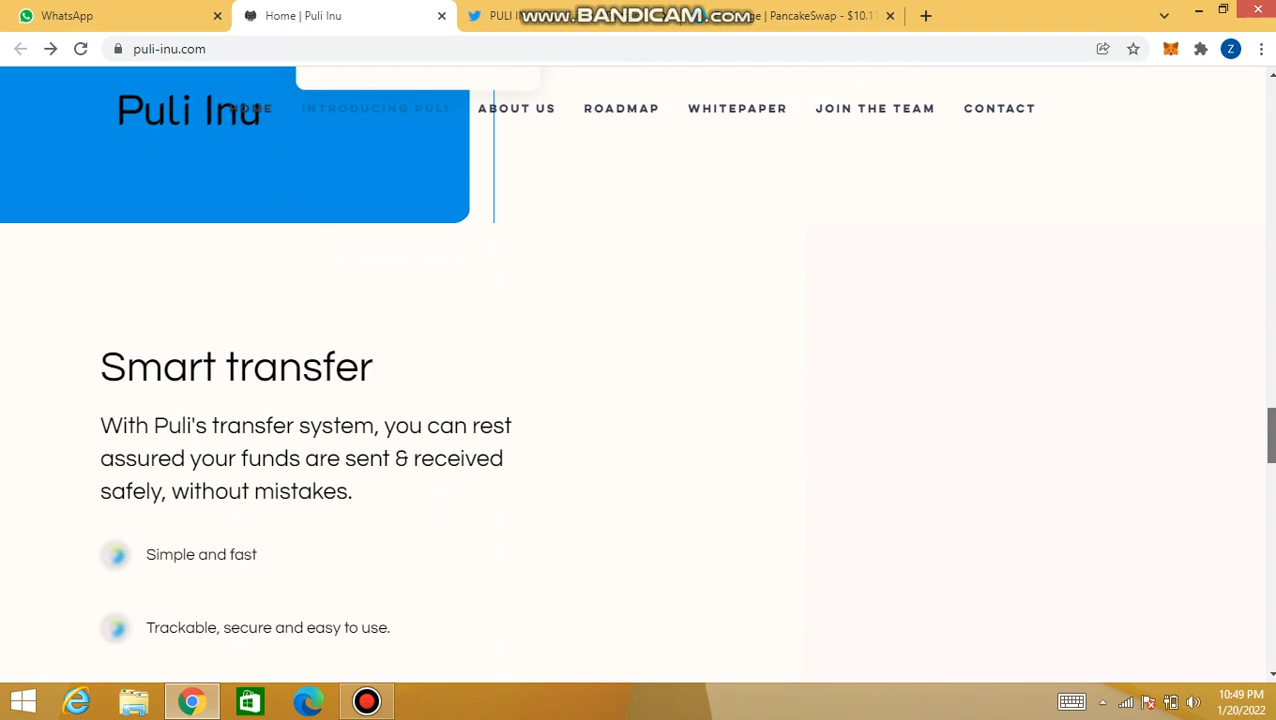 WhatsApp
Home | Puli Inu
PULI I
www.BANDICAM.com
ge | PancakeSwap - $10.1
puli-inu.com
Z
Puli Inu
HOME
INTRODUCING PULI
ABOUT US
ROADMAP
WHITEPAPER
JOIN THE TEAM
CONTACT
Smart transfer
With Puli's transfer system, you can rest
assured your funds are sent & received
safely, without mistakes.
Simple and fast
Trackable, secure and easy to use.
10:49 PM
1/20/2022